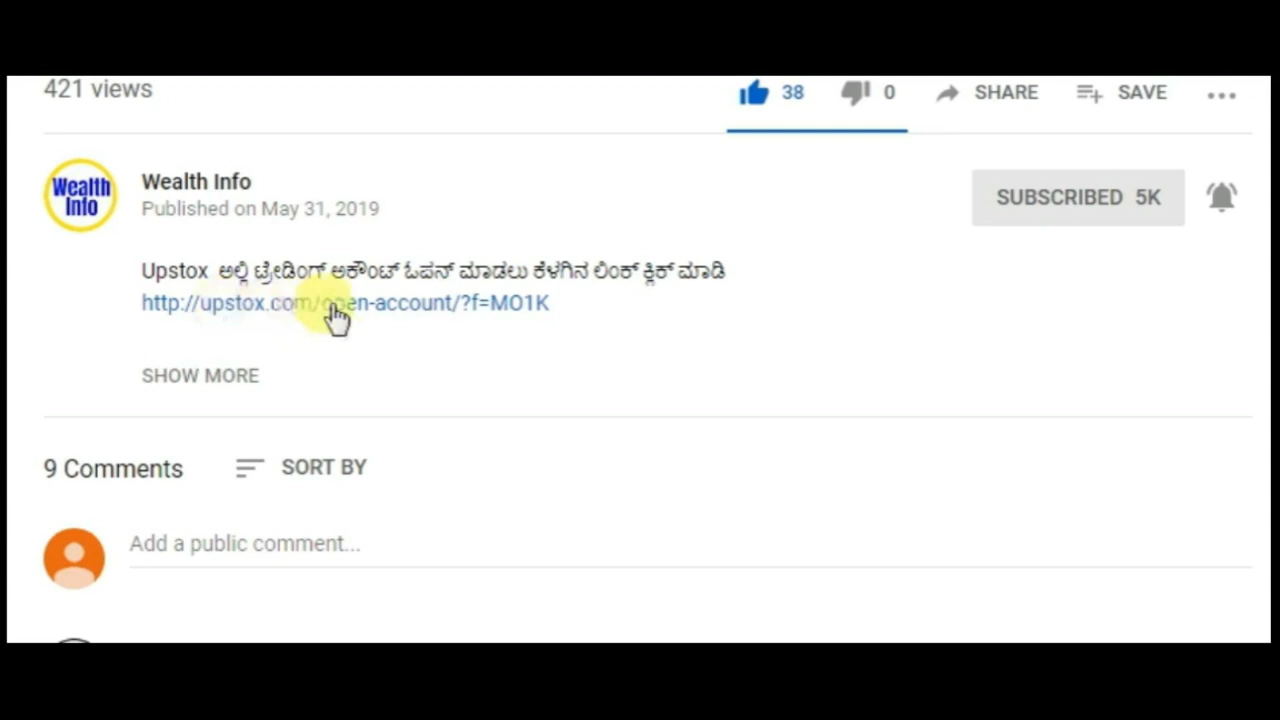 421 views
38 0 SHARE SAVE
Wealth Info
Wealth Info
Published on May 31, 2019
SUBSCRIBED 5K
Upstox ಅಲ್ಲಿ ಟ್ರೇಡಿಂಗ್ ಅಕೌಂಟ್ ಓಪನ್ ಮಾಡಲು ಕೆಳಗಿನ ಲಿಂಕ್ ಕ್ಲಿಕ್ ಮಾಡಿ
http://upstox.com/open-account/?f=MO1K
SHOW MORE
9 Comments SORT BY
Add a public comment...